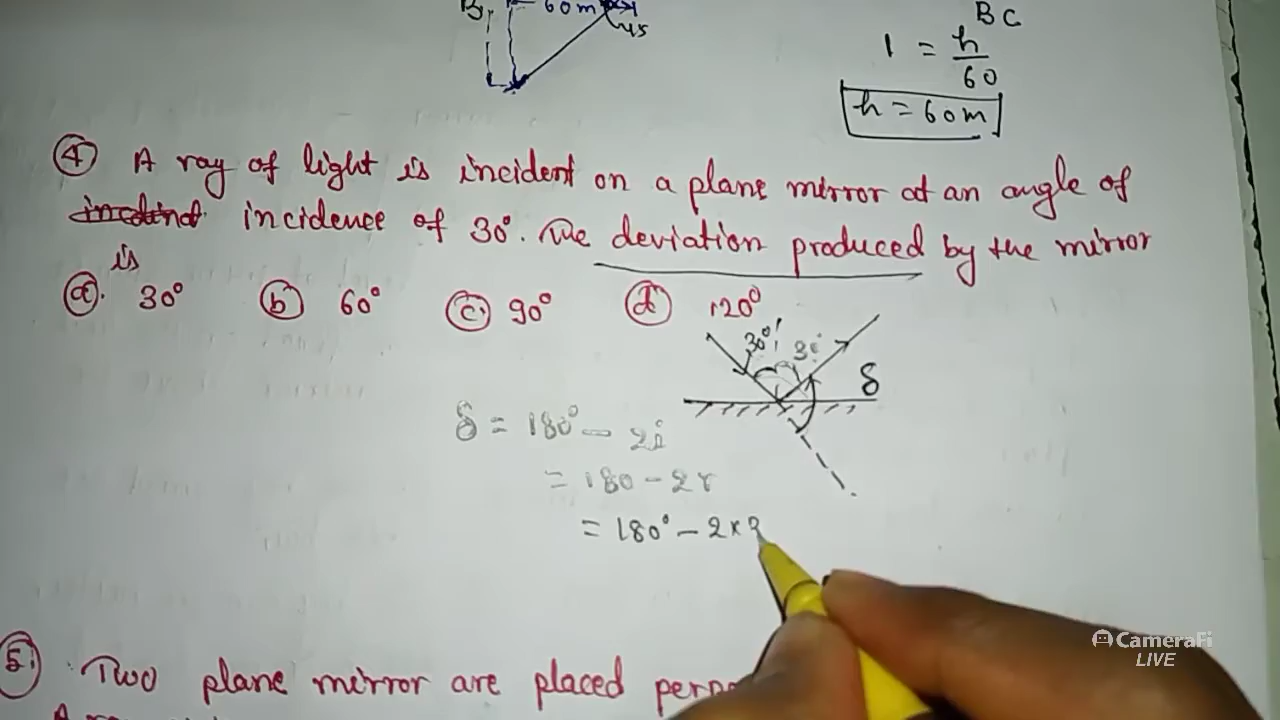 B
60m
45
BC
1 = h/60
h = 60m
④ A ray of light is incident on a plane mirror at an angle of
incidence of 30°. The deviation produced by the mirror
is
(a). 30° (b) 60° (c) 90° (d) 120°
30° 30
δ
δ = 180° - 2i
= 180 - 2r
= 180° - 2×3
5. Two plane mirror are placed
CameraFi
LIVE